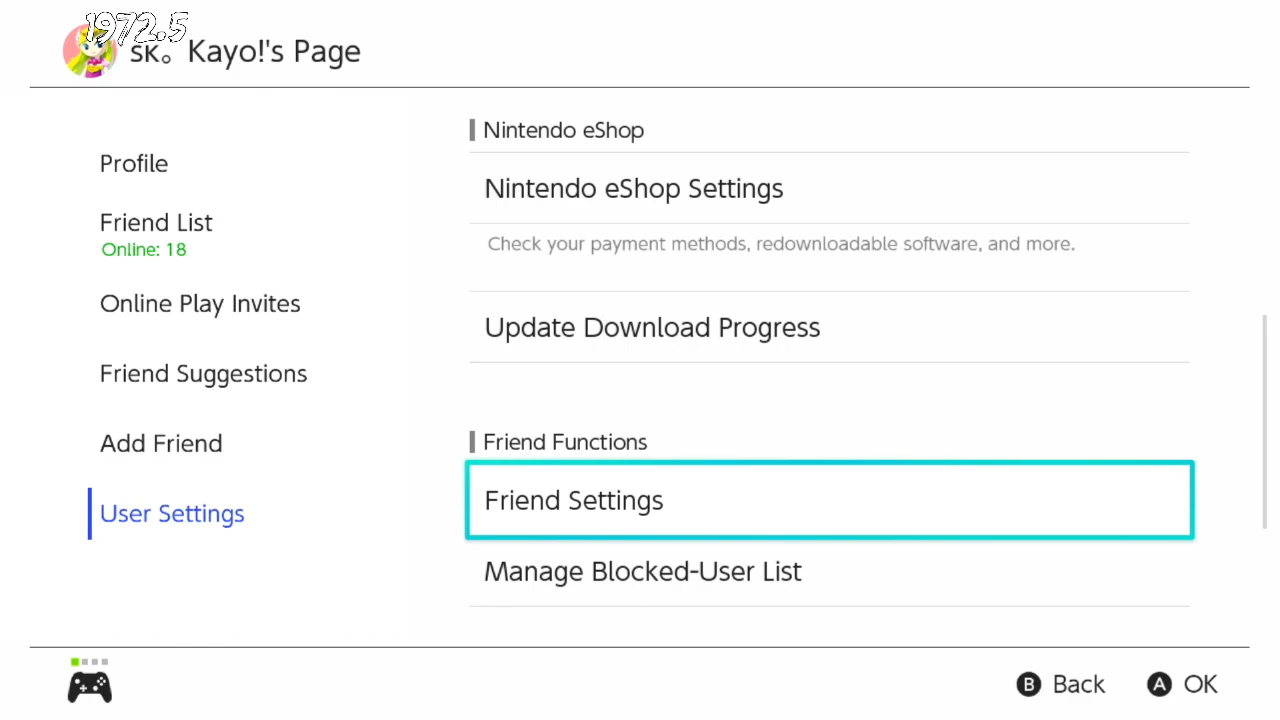 1972.5
sK。 Kayo!'s Page
Profile
Friend List
Online: 18
Online Play Invites
Friend Suggestions
Add Friend
User Settings
Nintendo eShop
Nintendo eShop Settings
Check your payment methods, redownloadable software, and more.
Update Download Progress
Friend Functions
Friend Settings
Manage Blocked-User List
B Back A OK